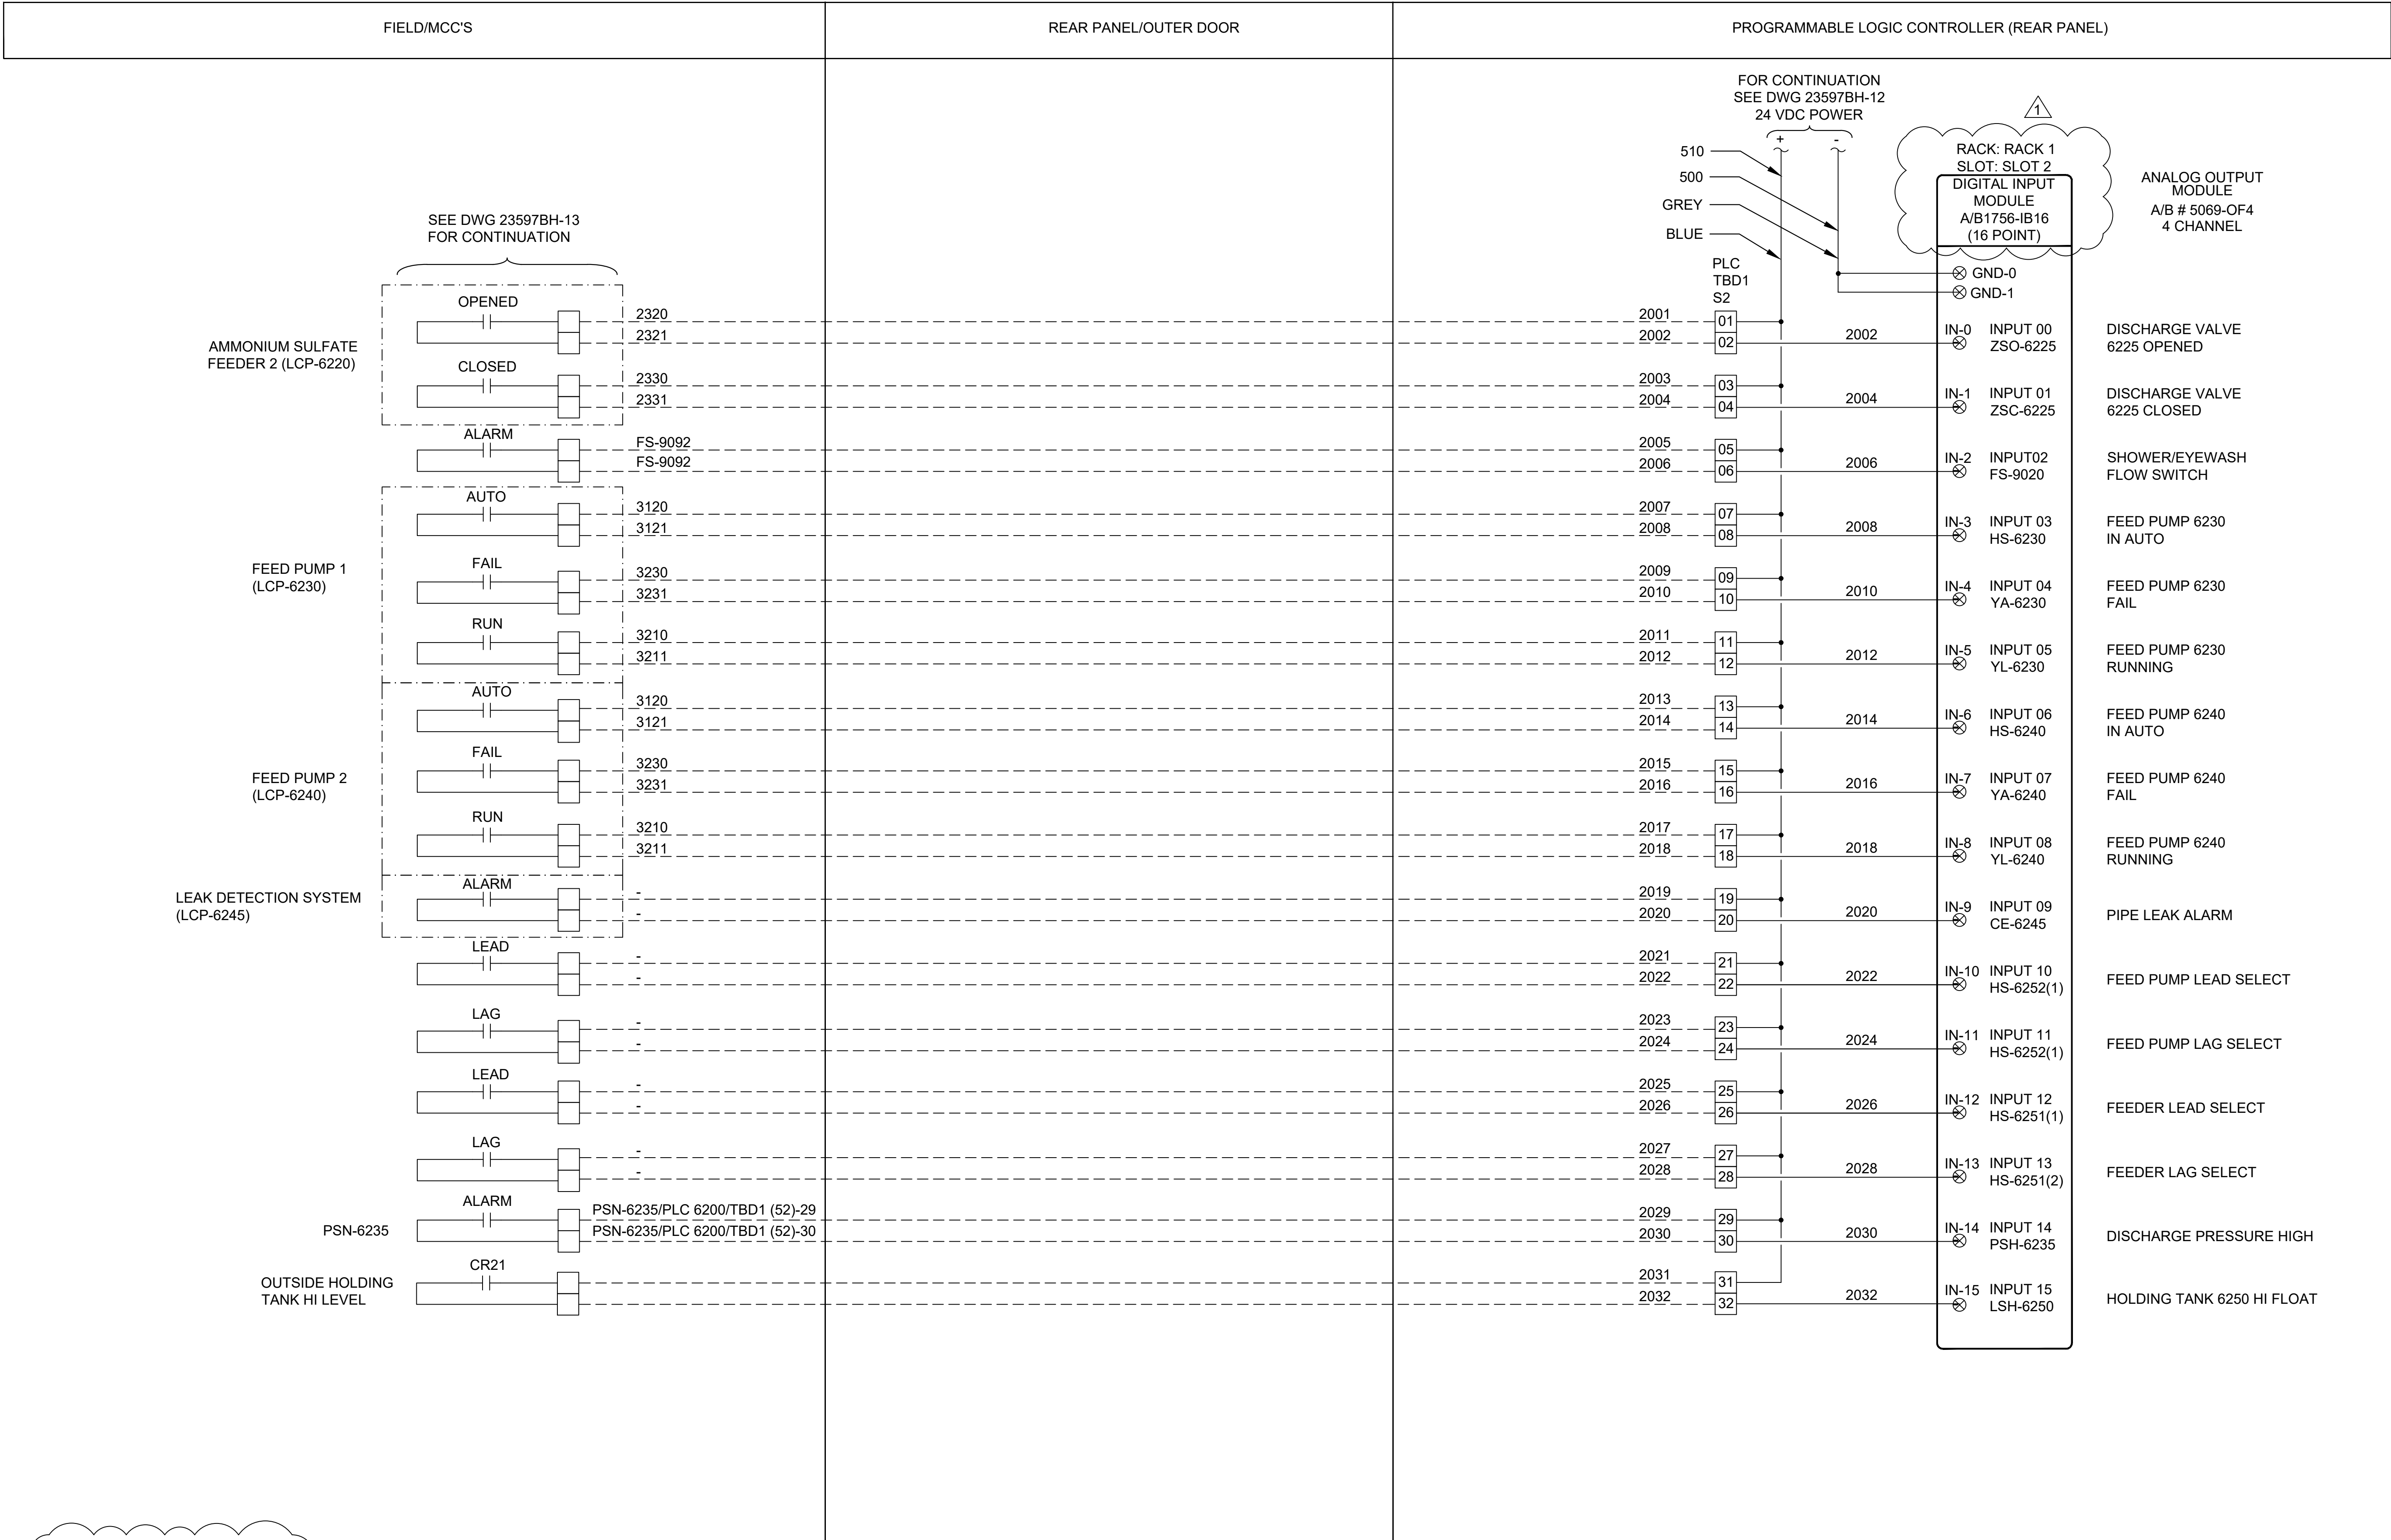 FIELD/MCC'S
REAR PANEL/OUTER DOOR
PROGRAMMABLE LOGIC CONTROLLER (REAR PANEL)
FOR CONTINUATION
SEE DWG 23597BH-12
24 VDC POWER
+ -
1
510
500
GREY
BLUE
RACK: RACK 1
SLOT: SLOT 2
DIGITAL INPUT
MODULE
A/B1756-IB16
(16 POINT)
ANALOG OUTPUT
MODULE
A/B # 5069-OF4
4 CHANNEL
SEE DWG 23597BH-13
FOR CONTINUATION
PLC
TBD1
S2
GND-0
GND-1
AMMONIUM SULFATE
FEEDER 2 (LCP-6220)
OPENED
2320 2001 01
2321 2002 02 2002 IN-0 INPUT 00 DISCHARGE VALVE
ZSO-6225 6225 OPENED
CLOSED
2330 2003 03
2331 2004 04 2004 IN-1 INPUT 01 DISCHARGE VALVE
ZSC-6225 6225 CLOSED
ALARM
FS-9092 2005 05
FS-9092 2006 06 2006 IN-2 INPUT02 SHOWER/EYEWASH
FS-9020 FLOW SWITCH
FEED PUMP 1
(LCP-6230)
AUTO
3120 2007 07
3121 2008 08 2008 IN-3 INPUT 03 FEED PUMP 6230
HS-6230 IN AUTO
FAIL
3230 2009 09
3231 2010 10 2010 IN-4 INPUT 04 FEED PUMP 6230
YA-6230 FAIL
RUN
3210 2011 11
3211 2012 12 2012 IN-5 INPUT 05 FEED PUMP 6230
YL-6230 RUNNING
FEED PUMP 2
(LCP-6240)
AUTO
3120 2013 13
3121 2014 14 2014 IN-6 INPUT 06 FEED PUMP 6240
HS-6240 IN AUTO
FAIL
3230 2015 15
3231 2016 16 2016 IN-7 INPUT 07 FEED PUMP 6240
YA-6240 FAIL
RUN
3210 2017 17
3211 2018 18 2018 IN-8 INPUT 08 FEED PUMP 6240
YL-6240 RUNNING
LEAK DETECTION SYSTEM
(LCP-6245)
ALARM
- 2019 19
- 2020 20 2020 IN-9 INPUT 09 PIPE LEAK ALARM
CE-6245
LEAD
- 2021 21
- 2022 22 2022 IN-10 INPUT 10 FEED PUMP LEAD SELECT
HS-6252(1)
LAG
- 2023 23
- 2024 24 2024 IN-11 INPUT 11 FEED PUMP LAG SELECT
HS-6252(1)
LEAD
- 2025 25
- 2026 26 2026 IN-12 INPUT 12 FEEDER LEAD SELECT
HS-6251(1)
LAG
- 2027 27
- 2028 28 2028 IN-13 INPUT 13 FEEDER LAG SELECT
HS-6251(2)
PSN-6235
ALARM
PSN-6235/PLC 6200/TBD1 (52)-29 2029 29
PSN-6235/PLC 6200/TBD1 (52)-30 2030 30 2030 IN-14 INPUT 14 DISCHARGE PRESSURE HIGH
PSH-6235
OUTSIDE HOLDING
TANK HI LEVEL
CR21
2031 31
2032 32 2032 IN-15 INPUT 15 HOLDING TANK 6250 HI FLOAT
LSH-6250